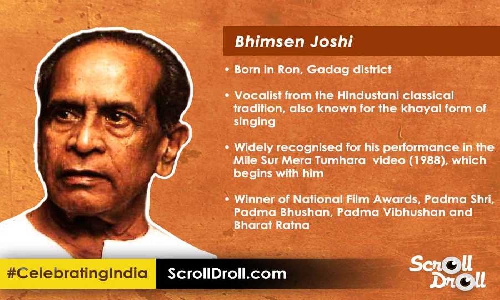 Bhimsen Joshi
• Born in Ron, Gadag district
• Vocalist from the Hindustani classical
tradition, also known for the khayal form of
singing
• Widely recognised for his performance in the
Mile Sur Mera Tumhara video (1988), which
begins with him
• Winner of National Film Awards, Padma Shri,
Padma Bhushan, Padma Vibhushan and
Bharat Ratna
#CelebratingIndia
ScrollDroll.com
Scroll
Droll